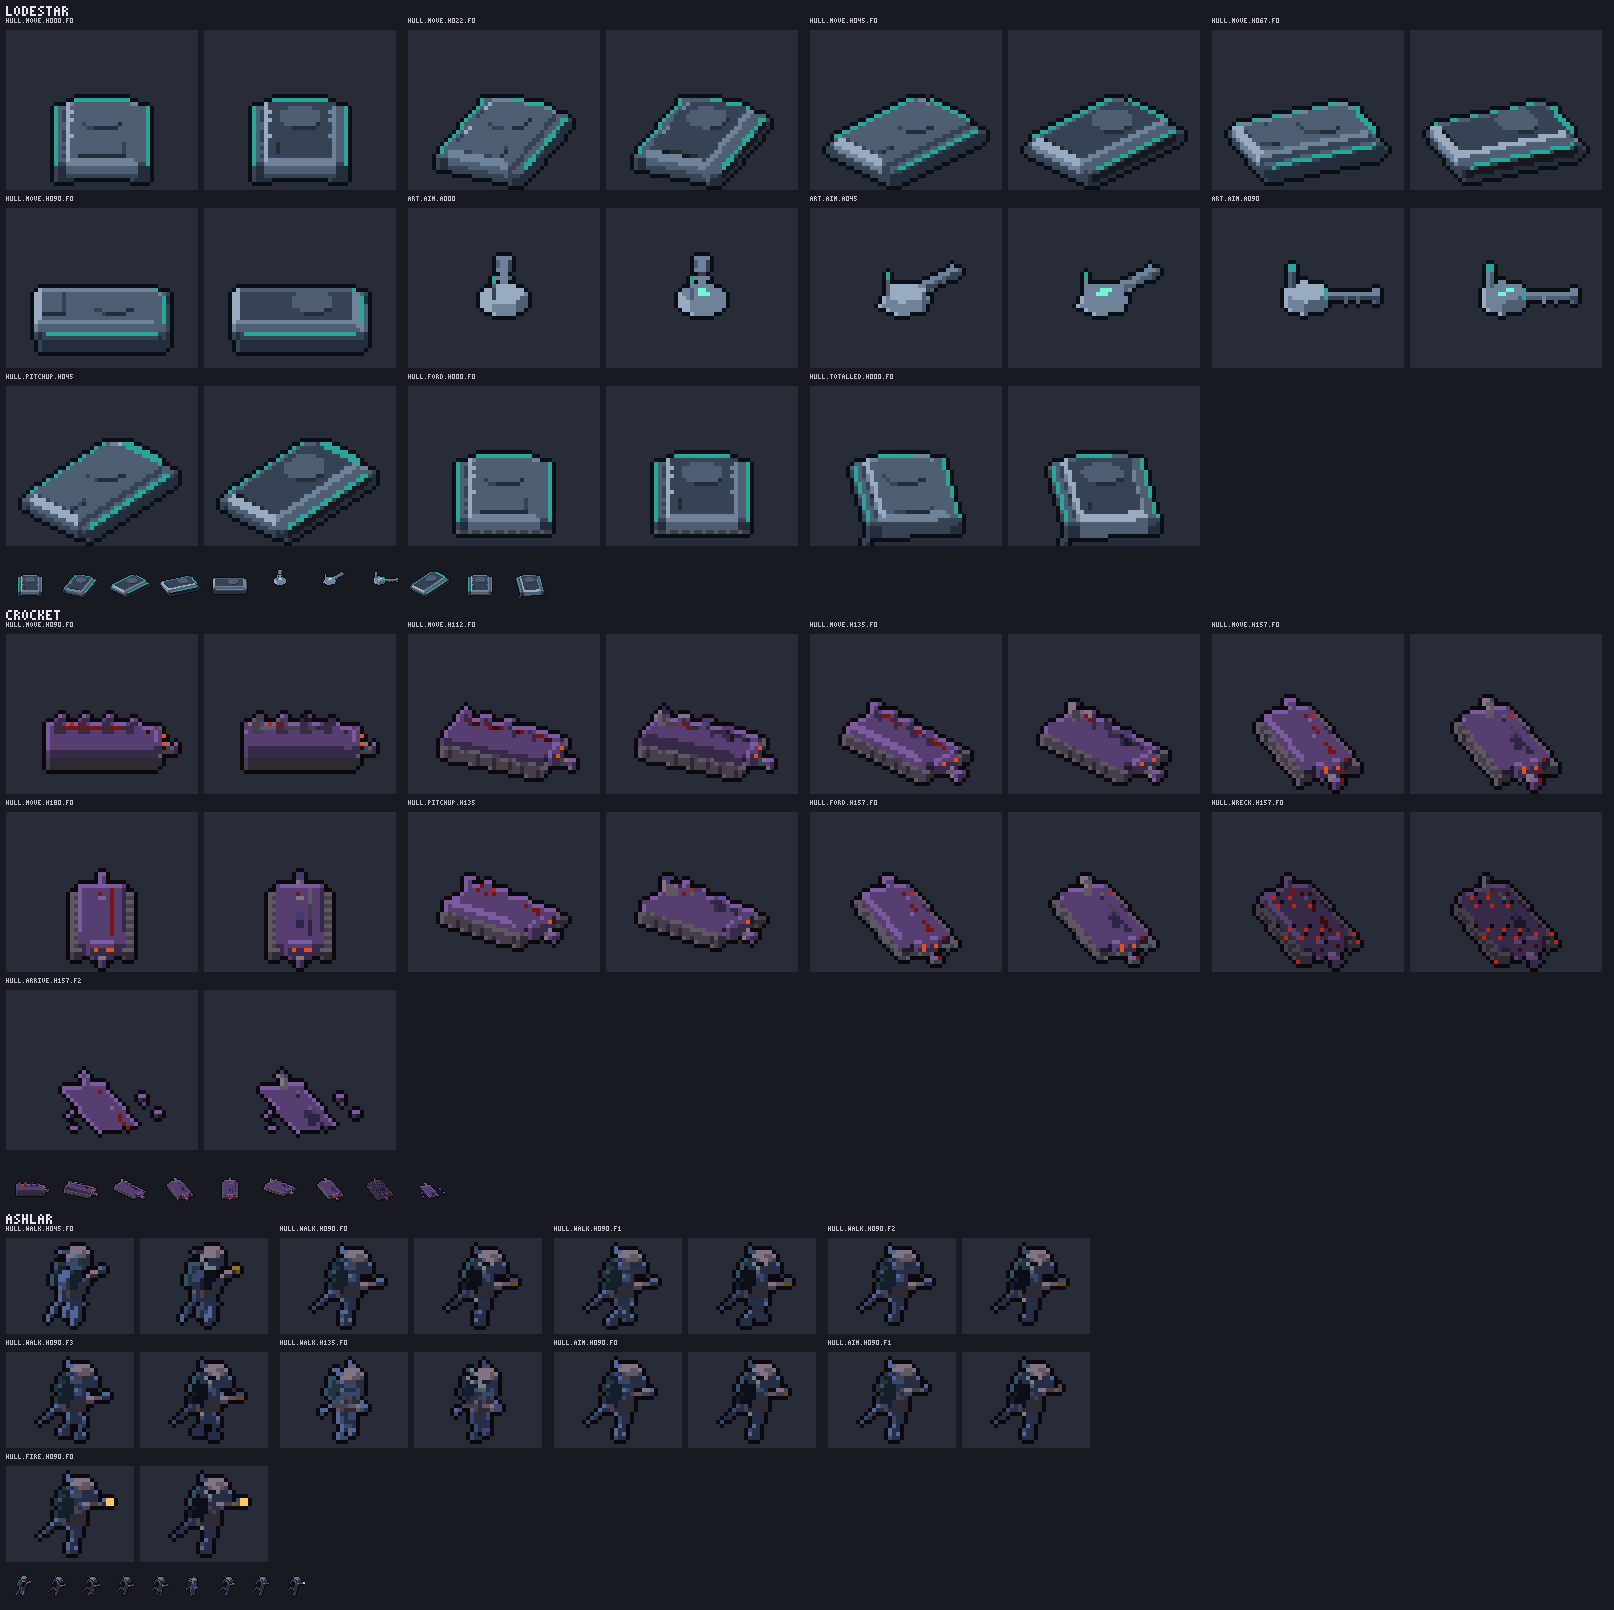 LODESTAR
HULL.MOVE.H000.F0 HULL.MOVE.H022.F0 HULL.MOVE.H045.F0 HULL.MOVE.H067.F0
HULL.MOVE.H090.F0 ART.AIM.A000 ART.AIM.A045 ART.AIM.A090
HULL.PITCHUP.H045 HULL.FORD.H000.F0 HULL.TOTALLED.H000.F0
CROCKET
HULL.MOVE.H090.F0 HULL.MOVE.H112.F0 HULL.MOVE.H135.F0 HULL.MOVE.H157.F0
HULL.MOVE.H180.F0 HULL.PITCHUP.H135 HULL.FORD.H157.F0 HULL.WRECK.H157.F0
HULL.ARRIVE.H157.F2
ASHLAR
HULL.WALK.H045.F0 HULL.WALK.H090.F0 HULL.WALK.H090.F1 HULL.WALK.H090.F2
HULL.WALK.H090.F3 HULL.WALK.H135.F0 HULL.AIM.H090.F0 HULL.AIM.H090.F1
HULL.FIRE.H090.F0